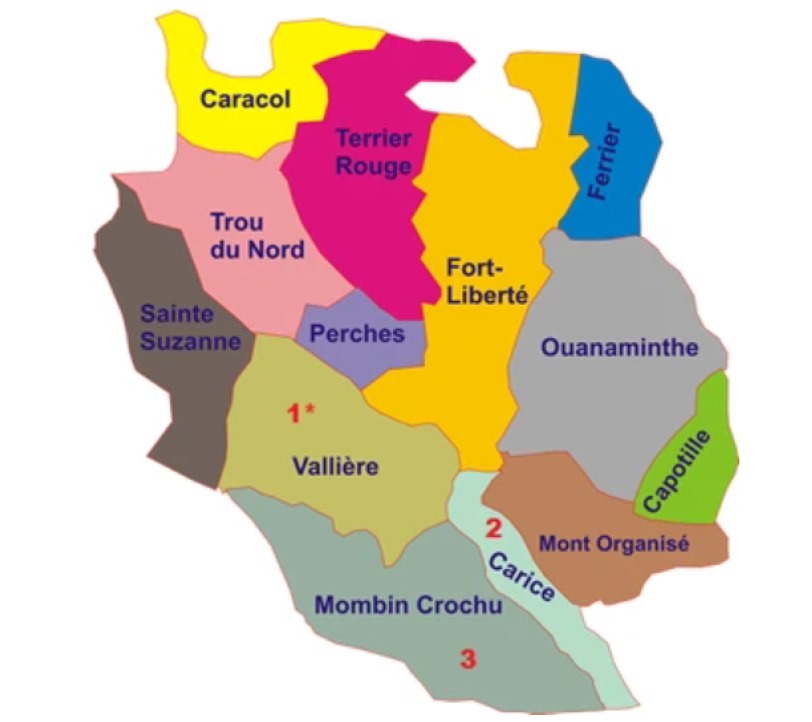 Caracol
Terrier
Rouge
Ferrier
Trou
du Nord
Fort-
Liberté
Sainte
Suzanne
Perches
Ouanaminthe
1*
Vallière
Capotille
2
Mont Organisé
Carice
Mombin Crochu
3